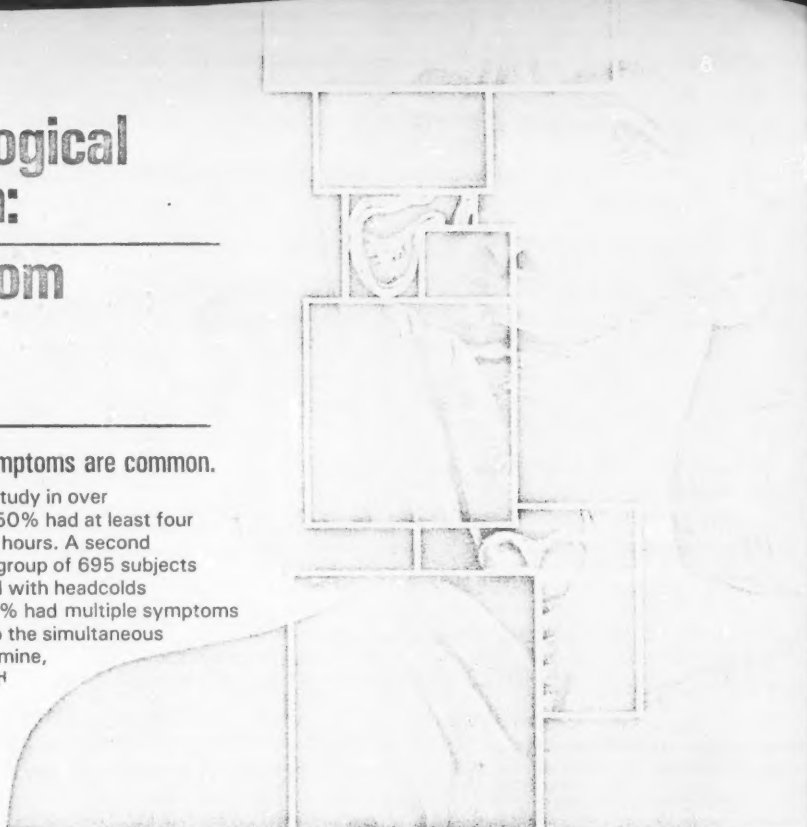 ogical
n:
om
mptoms are common.
tudy in over
50% had at least four
hours. A second
group of 695 subjects
d with headcolds
% had multiple symptoms
o the simultaneous
mine,
H
8